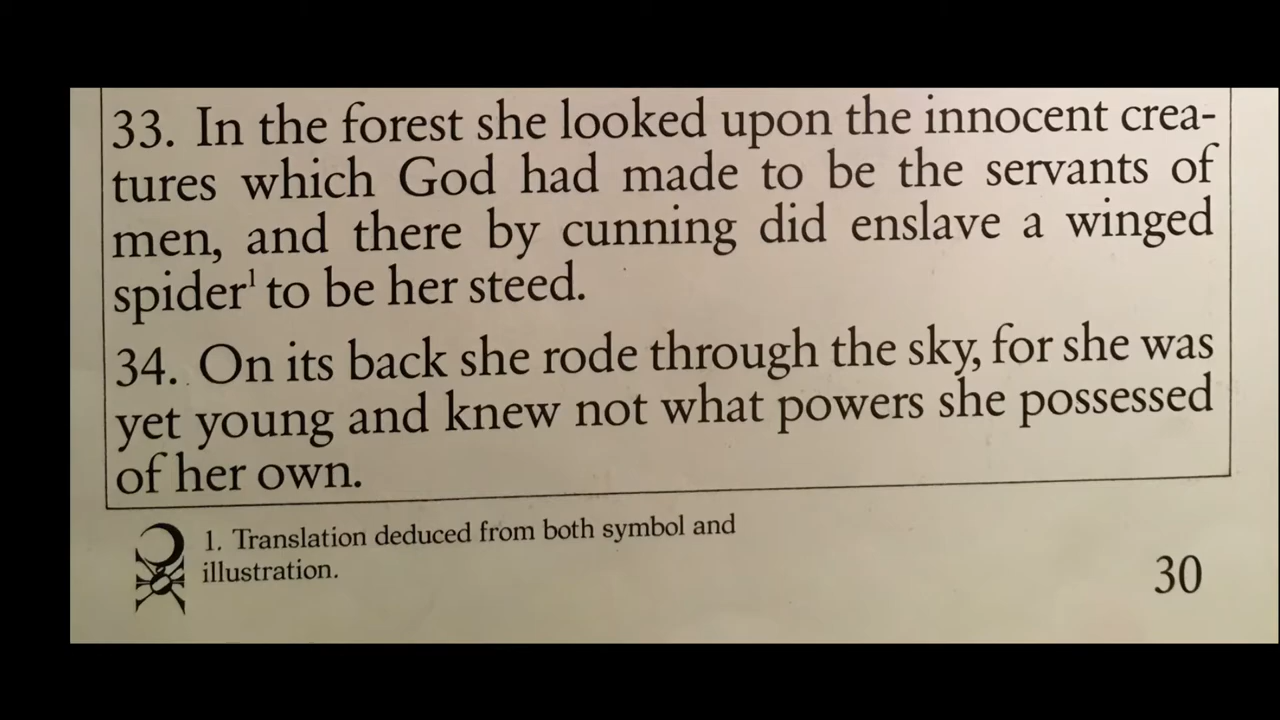 33. In the forest she looked upon the innocent crea-
tures which God had made to be the servants of
men, and there by cunning did enslave a winged
spider¹ to be her steed.
34. On its back she rode through the sky, for she was
yet young and knew not what powers she possessed
of her own.
1. Translation deduced from both symbol and
illustration.
30